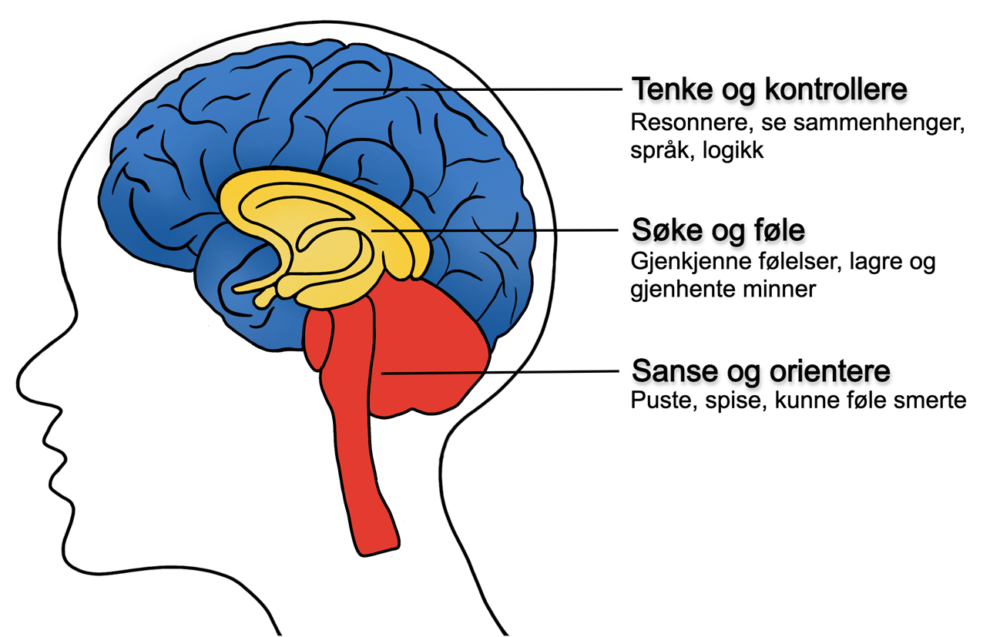 Tenke og kontrollere
Resonnere, se sammenhenger,
språk, logikk
Søke og føle
Gjenkjenne følelser, lagre og
gjenhente minner
Sanse og orientere
Puste, spise, kunne føle smerte